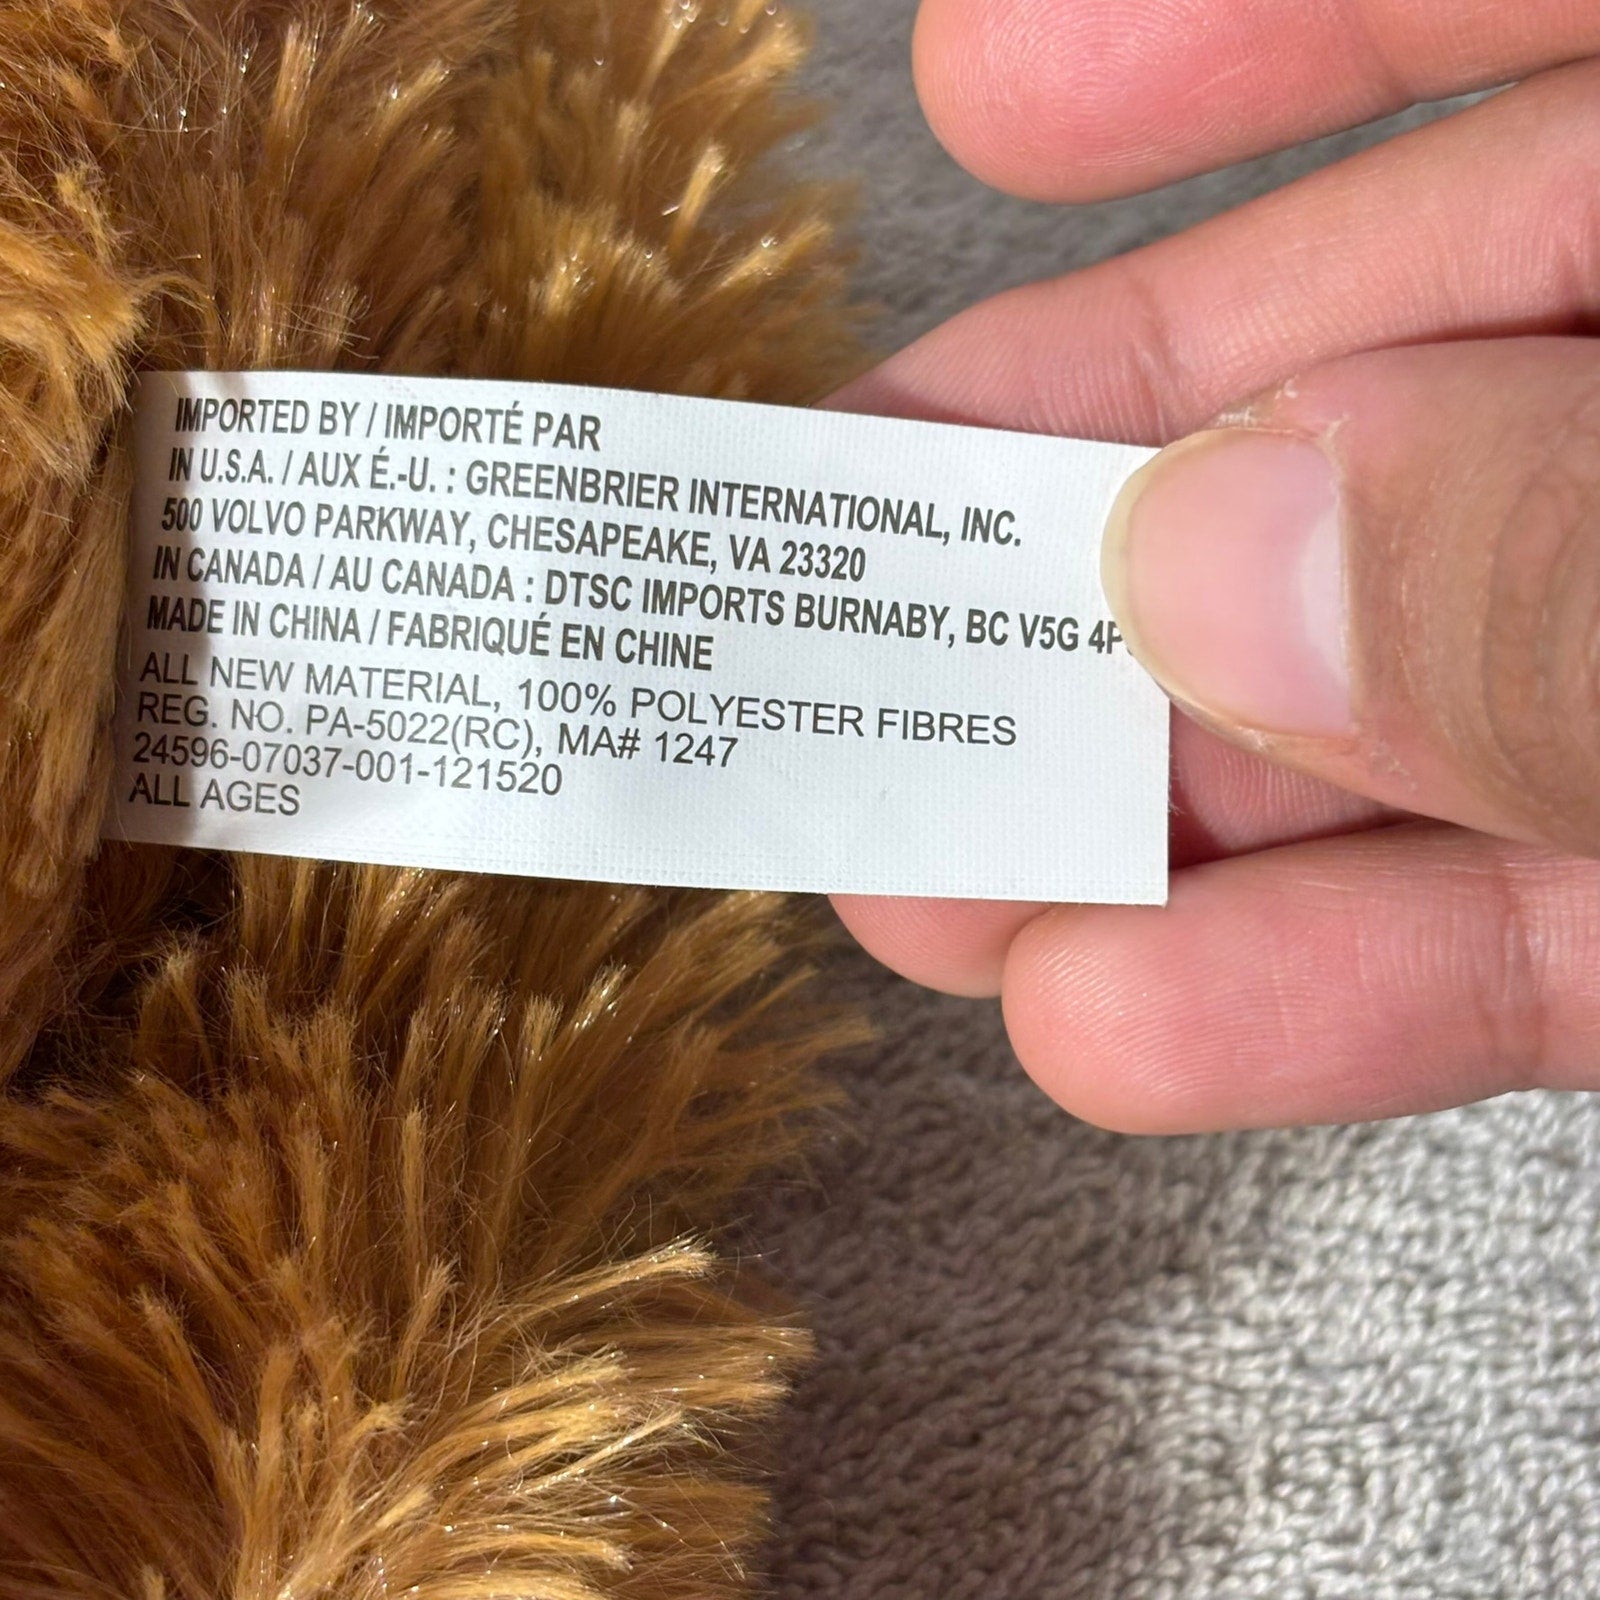 IMPORTED BY / IMPORTÉ PAR
IN U.S.A. / AUX É.-U. : GREENBRIER INTERNATIONAL, INC.
500 VOLVO PARKWAY, CHESAPEAKE, VA 23320
IN CANADA / AU CANADA : DTSC IMPORTS BURNABY, BC V5G
MADE IN CHINA / FABRIQUÉ EN CHINE
ALL NEW MATERIAL, 100% POLYESTER FIBRES
REG. NO. PA-5022(RC), MA# 1247
24596-07037-001-121520
ALL AGES